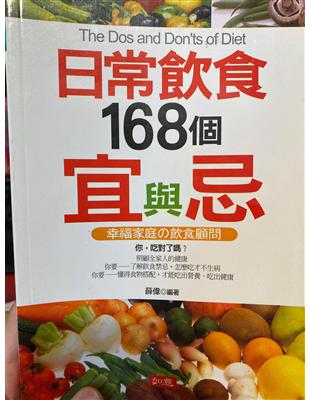 The Dos and Don'ts of Diet
日常飲食
168個
宜與忌
幸福家庭の飲食顧問
你，吃對了嗎？
照顧全家人的健康
你要——了解飲食禁忌，怎麼吃才不生病
你要——懂得食物搭配，才能吃出營養、吃出健康
薛偉◎編著
如意